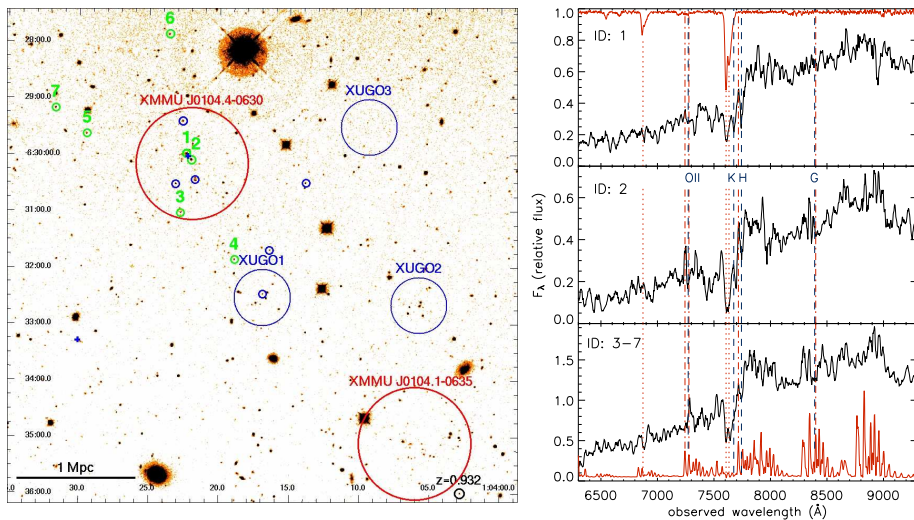 6
28:00.0
XUGO3
7
29:00.0
XMMU J0104.4-0630
5
1
2
-6:30:00.0
3
31:00.0
4
32:00.0
XUGO1
XUGO2
33:00.0
34:00.0
XMMU J0104.1-0635
35:00.0
1 Mpc
z=0.932
36:00.0
.0
25.0
20.0
15.0
10.0
05.0
1:04:00.0
1.0
ID: 1
0.8
0.6
0.4
0.2
0.0
ID: 2
OII
K
H
G
0.6
0.4
0.2
0.0
Fλ (relative flux)
ID: 3−7
1.5
1.0
0.5
0.0
6500
7000
7500
8000
8500
9000
observed wavelength (Å)